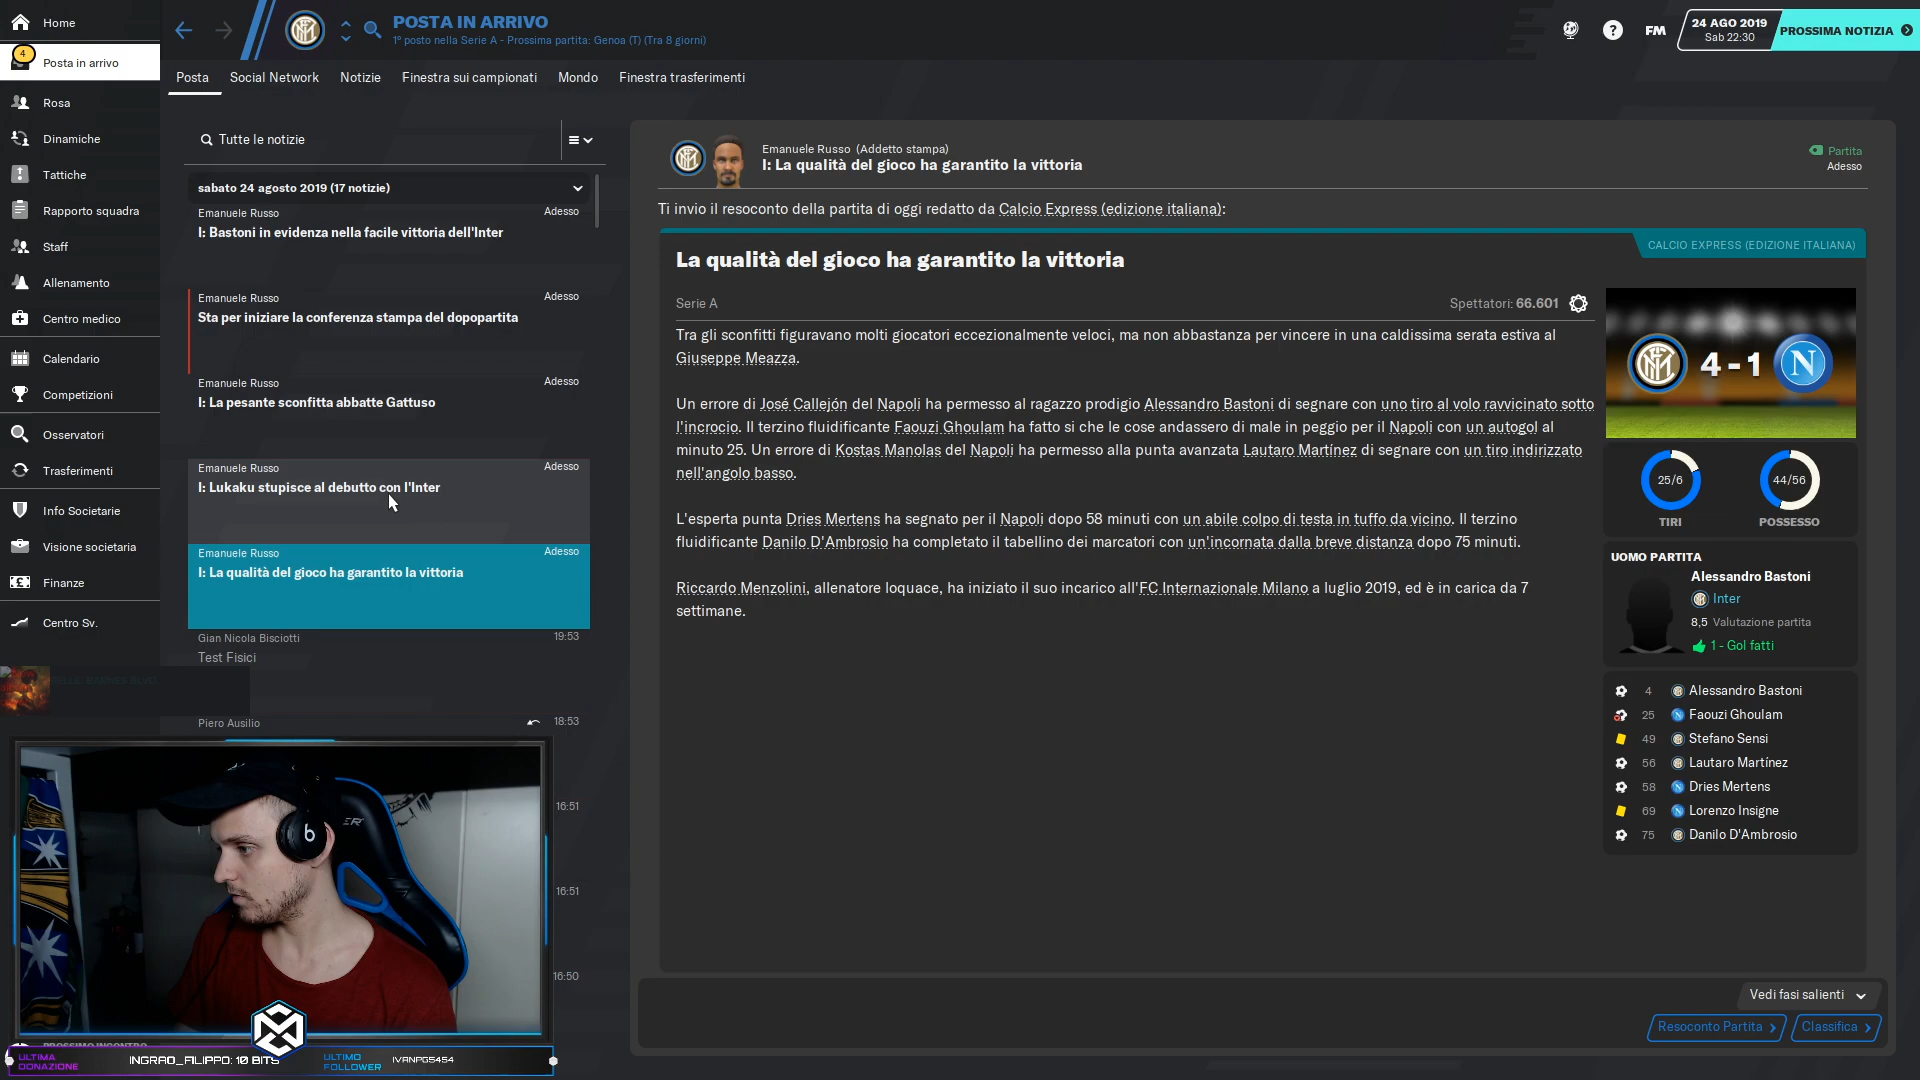 Home
4
Posta in arrivo
Rosa
Dinamiche
Tattiche
Rapporto squadra
Staff
Allenamento
Centro medico
Calendario
Competizioni
Osservatori
Trasferimenti
Info Societarie
Visione societaria
Finanze
Centro Sv.
POSTA IN ARRIVO
1° posto nella Serie A - Prossima partita: Genoa (T) (Tra 8 giorni)
FM
24 AGO 2019
Sab 22:30
PROSSIMA NOTIZIA
Posta
Social Network
Notizie
Finestra sui campionati
Mondo
Finestra trasferimenti
Tutte le notizie
sabato 24 agosto 2019 (17 notizie)
Emanuele Russo
Adesso
I: Bastoni in evidenza nella facile vittoria dell'Inter
Emanuele Russo
Adesso
Sta per iniziare la conferenza stampa del dopopartita
Emanuele Russo
Adesso
I: La pesante sconfitta abbatte Gattuso
Emanuele Russo
Adesso
I: Lukaku stupisce al debutto con l'Inter
Emanuele Russo
Adesso
I: La qualità del gioco ha garantito la vittoria
Gian Nicola Bisciotti
19:53
Test Fisici
Piero Ausilio
18:53
16:51
16:51
16:50
Emanuele Russo (Addetto stampa)
I: La qualità del gioco ha garantito la vittoria
Partita
Adesso
Ti invio il resoconto della partita di oggi redatto da Calcio Express (edizione italiana):
CALCIO EXPRESS (EDIZIONE ITALIANA)
La qualità del gioco ha garantito la vittoria
Serie A
Spettatori: 66.601
Tra gli sconfitti figuravano molti giocatori eccezionalmente veloci, ma non abbastanza per vincere in una caldissima serata estiva al
Giuseppe Meazza.
Un errore di José Callejón del Napoli ha permesso al ragazzo prodigio Alessandro Bastoni di segnare con uno tiro al volo ravvicinato sotto
l'incrocio. Il terzino fluidificante Faouzi Ghoulam ha fatto si che le cose andassero di male in peggio per il Napoli con un autogol al
minuto 25. Un errore di Kostas Manolas del Napoli ha permesso alla punta avanzata Lautaro Martínez di segnare con un tiro indirizzato
nell'angolo basso.
L'esperta punta Dries Mertens ha segnato per il Napoli dopo 58 minuti con un abile colpo di testa in tuffo da vicino. Il terzino
fluidificante Danilo D'Ambrosio ha completato il tabellino dei marcatori con un'incornata dalla breve distanza dopo 75 minuti.
Riccardo Menzolini, allenatore loquace, ha iniziato il suo incarico all'FC Internazionale Milano a luglio 2019, ed è in carica da 7
settimane.
4 - 1
25/6
TIRI
44/56
POSSESSO
UOMO PARTITA
Alessandro Bastoni
Inter
8,5 Valutazione partita
1 - Gol fatti
4 Alessandro Bastoni
25 Faouzi Ghoulam
49 Stefano Sensi
56 Lautaro Martínez
58 Dries Mertens
69 Lorenzo Insigne
75 Danilo D'Ambrosio
Vedi fasi salienti
Resoconto Partita
Classifica
ULTIMA
DONAZIONE
INGRAO_FILIPPO: 10 BITS
ULTIMO
FOLLOWER
IVANPG5454